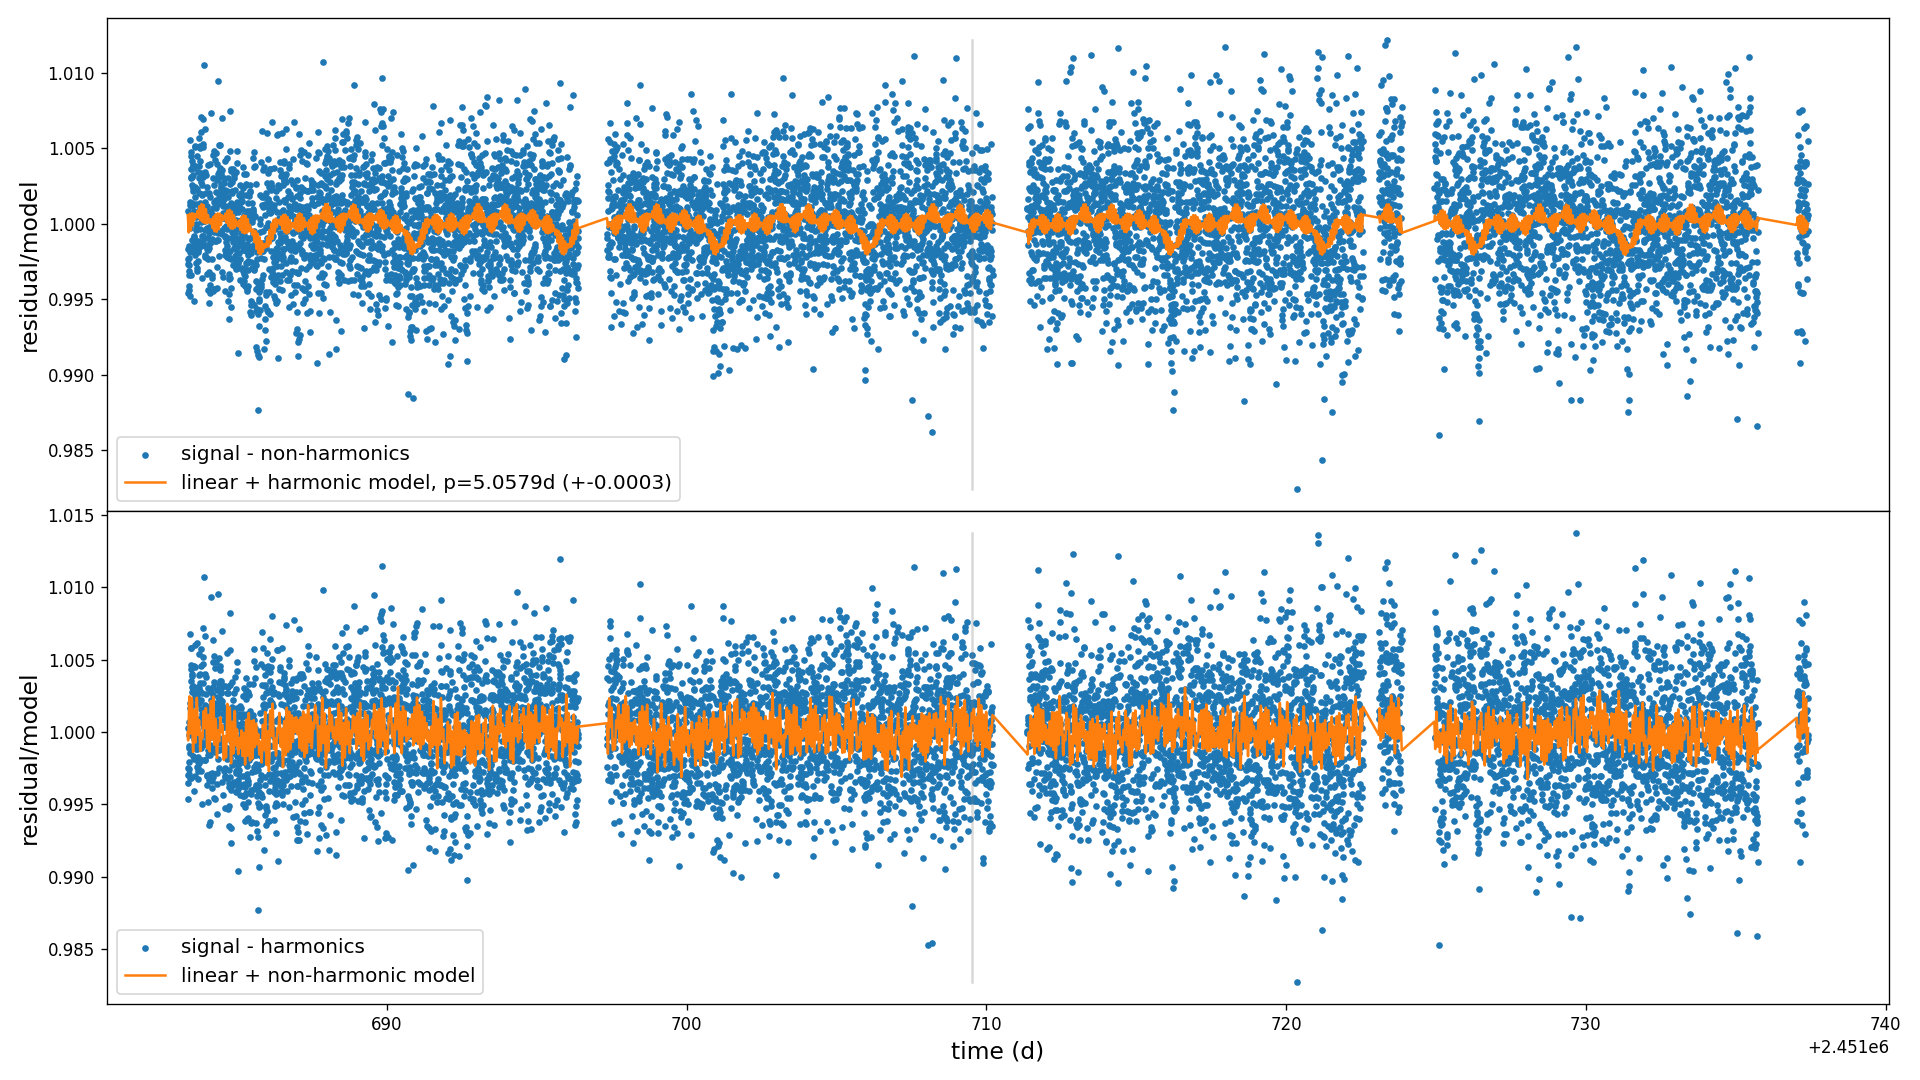 1.010
1.005
1.000
0.995
0.990
0.985
residual/model
signal - non-harmonics
linear + harmonic model, p=5.0579d (+-0.0003)
1.015
1.010
1.005
1.000
0.995
0.990
0.985
residual/model
signal - harmonics
linear + non-harmonic model
690 700 710 720 730 740
time (d)
+2.451e6